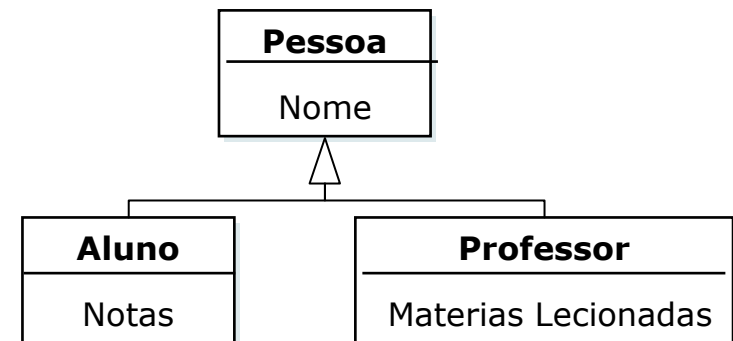 Pessoa
Nome
Aluno
Notas
Professor
Materias Lecionadas